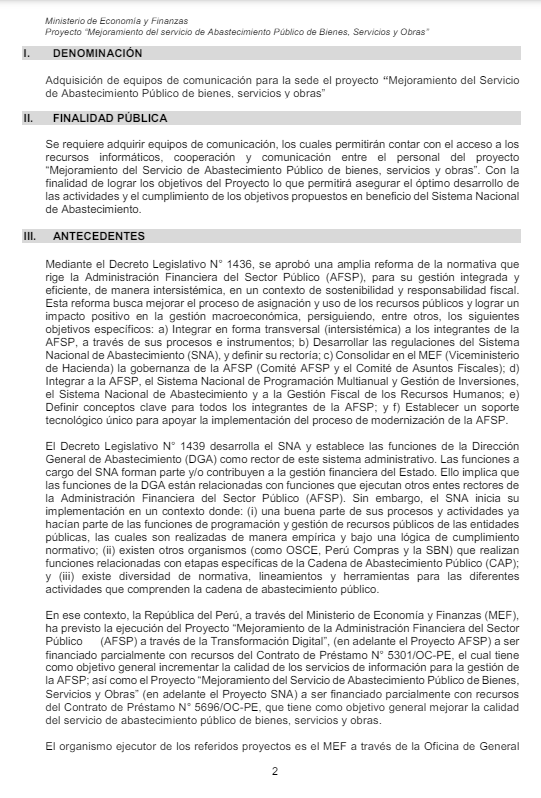 Ministerio de Economía y Finanzas
Proyecto "Mejoramiento del servicio de Abastecimiento Público de Bienes, Servicios y Obras"
I. DENOMINACIÓN
Adquisición de equipos de comunicación para la sede el proyecto "Mejoramiento del Servicio
de Abastecimiento Público de bienes, servicios y obras"
II. FINALIDAD PÚBLICA
Se requiere adquirir equipos de comunicación, los cuales permitirán contar con el acceso a los
recursos informáticos, cooperación y comunicación entre el personal del proyecto
"Mejoramiento del Servicio de Abastecimiento Público de bienes, servicios y obras". Con la
finalidad de lograr los objetivos del Proyecto lo que permitirá asegurar el óptimo desarrollo de
las actividades y el cumplimiento de los objetivos propuestos en beneficio del Sistema Nacional
de Abastecimiento.
III. ANTECEDENTES
Mediante el Decreto Legislativo N° 1436, se aprobó una amplia reforma de la normativa que
rige la Administración Financiera del Sector Público (AFSP), para su gestión integrada y
eficiente, de manera intersistémica, en un contexto de sostenibilidad y responsabilidad fiscal.
Esta reforma busca mejorar el proceso de asignación y uso de los recursos públicos y lograr un
impacto positivo en la gestión macroeconómica, persiguiendo, entre otros, los siguientes
objetivos específicos: a) Integrar en forma transversal (intersistémica) a los integrantes de la
AFSP, a través de sus procesos e instrumentos; b) Desarrollar las regulaciones del Sistema
Nacional de Abastecimiento (SNA), y definir su rectoría; c) Consolidar en el MEF (Viceministerio
de Hacienda) la gobernanza de la AFSP (Comité AFSP y el Comité de Asuntos Fiscales); d)
Integrar a la AFSP, el Sistema Nacional de Programación Multianual y Gestión de Inversiones,
el Sistema Nacional de Abastecimiento y a la Gestión Fiscal de los Recursos Humanos; e)
Definir conceptos clave para todos los integrantes de la AFSP; y f) Establecer un soporte
tecnológico único para apoyar la implementación del proceso de modernización de la AFSP.
El Decreto Legislativo N° 1439 desarrolla el SNA y establece las funciones de la Dirección
General de Abastecimiento (DGA) como rector de este sistema administrativo. Las funciones a
cargo del SNA forman parte y/o contribuyen a la gestión financiera del Estado. Ello implica que
las funciones de la DGA están relacionadas con funciones que ejecutan otros entes rectores de
la Administración Financiera del Sector Público (AFSP). Sin embargo, el SNA inicia su
implementación en un contexto donde: (i) una buena parte de sus procesos y actividades ya
hacían parte de las funciones de programación y gestión de recursos públicos de las entidades
públicas, las cuales son realizadas de manera empírica y bajo una lógica de cumplimiento
normativo; (ii) existen otros organismos (como OSCE, Perú Compras y la SBN) que realizan
funciones relacionadas con etapas específicas de la Cadena de Abastecimiento Público (CAP);
y (iii) existe diversidad de normativa, lineamientos y herramientas para las diferentes
actividades que comprenden la cadena de abastecimiento público.
En ese contexto, la República del Perú, a través del Ministerio de Economía y Finanzas (MEF),
ha previsto la ejecución del Proyecto "Mejoramiento de la Administración Financiera del Sector
Público (AFSP) a través de la Transformación Digital", (en adelante el Proyecto AFSP) a ser
financiado parcialmente con recursos del Contrato de Préstamo N° 5301/OC-PE, el cual tiene
como objetivo general incrementar la calidad de los servicios de información para la gestión de
la AFSP; así como el Proyecto "Mejoramiento del Servicio de Abastecimiento Público de Bienes,
Servicios y Obras" (en adelante el Proyecto SNA) a ser financiado parcialmente con recursos
del Contrato de Préstamo N° 5696/OC-PE, que tiene como objetivo general mejorar la calidad
del servicio de abastecimiento público de bienes, servicios y obras.
El organismo ejecutor de los referidos proyectos es el MEF a través de la Oficina de General
2